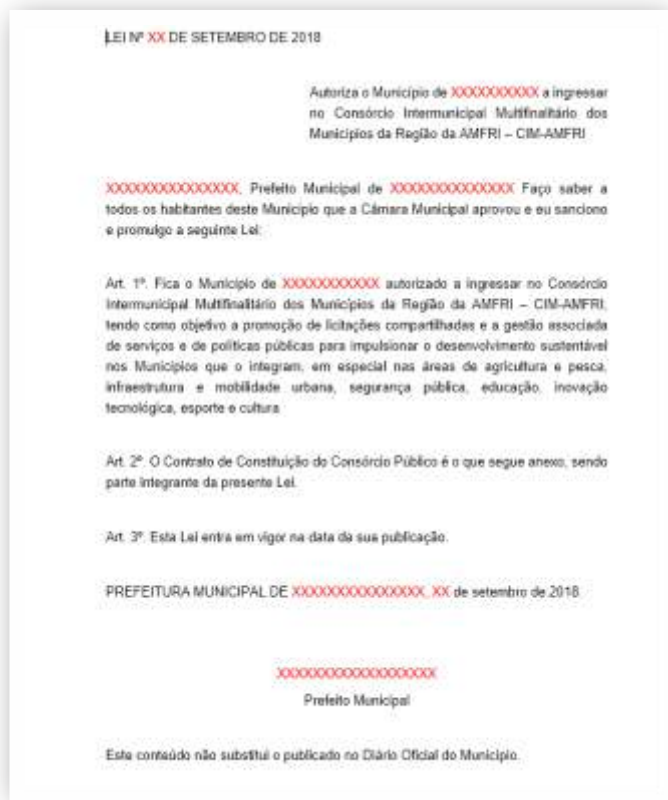 LEI Nº XX DE SETEMBRO DE 2018
Autoriza o Município de XXXXXXXXXX a ingressar
no Consórcio Intermunicipal Multifinalitário dos
Municípios da Região da AMFRI – CIM-AMFRI
XXXXXXXXXXXXXXX, Prefeito Municipal de XXXXXXXXXXXXXX Faço saber a
todos os habitantes deste Município que a Câmara Municipal aprovou e eu sanciono
e promulgo a seguinte Lei:
Art. 1º. Fica o Município de XXXXXXXXXXX autorizado a ingressar no Consórcio
Intermunicipal Multifinalitário dos Municípios da Região da AMFRI – CIM-AMFRI,
tendo como objetivo a promoção de licitações compartilhadas e a gestão associada
de serviços e de políticas públicas para impulsionar o desenvolvimento sustentável
nos Municípios que o integram, em especial nas áreas de agricultura e pesca,
infraestrutura e mobilidade urbana, segurança pública, educação, inovação
tecnológica, esporte e cultura
Art. 2º. O Contrato de Constituição do Consórcio Público é o que segue anexo, sendo
parte integrante da presente Lei.
Art. 3º. Esta Lei entra em vigor na data da sua publicação.
PREFEITURA MUNICIPAL DE XXXXXXXXXXXXXXX, XX de setembro de 2018
XXXXXXXXXXXXXXXXXX
Prefeito Municipal
Este conteúdo não substitui o publicado no Diário Oficial do Município.